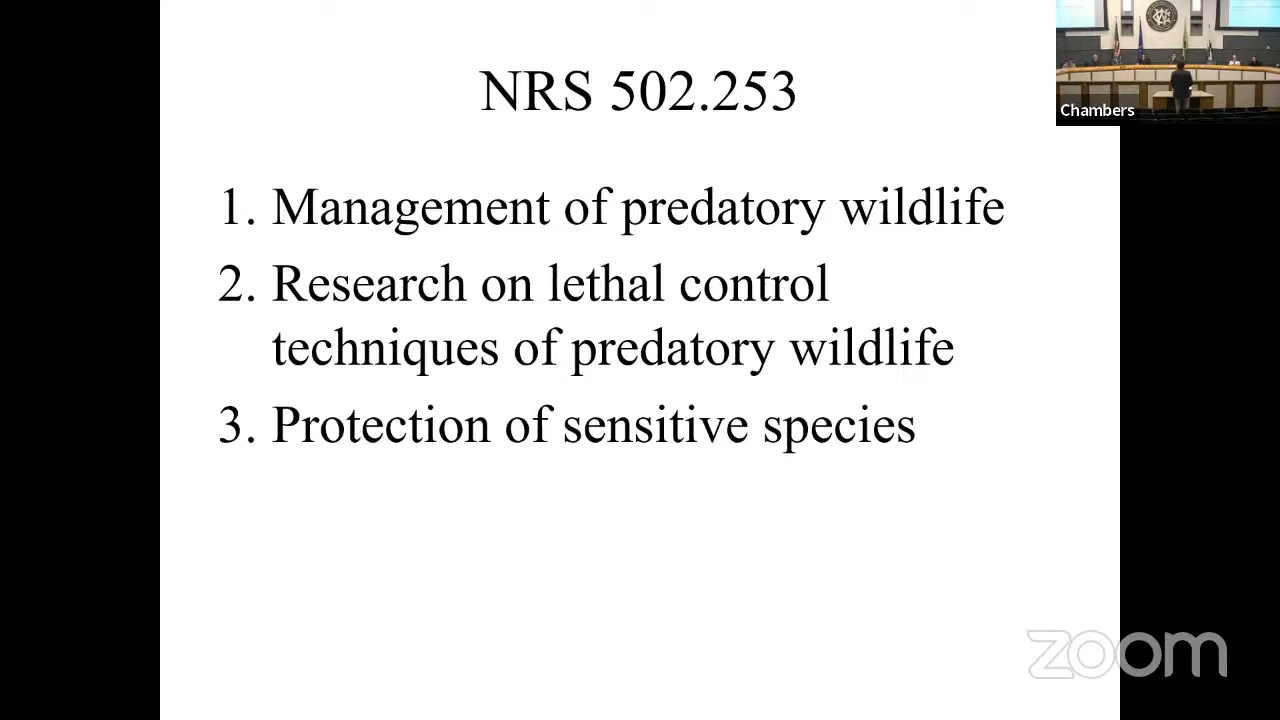 NRS 502.253
1. Management of predatory wildlife
2. Research on lethal control
techniques of predatory wildlife
3. Protection of sensitive species
Chambers
zoom